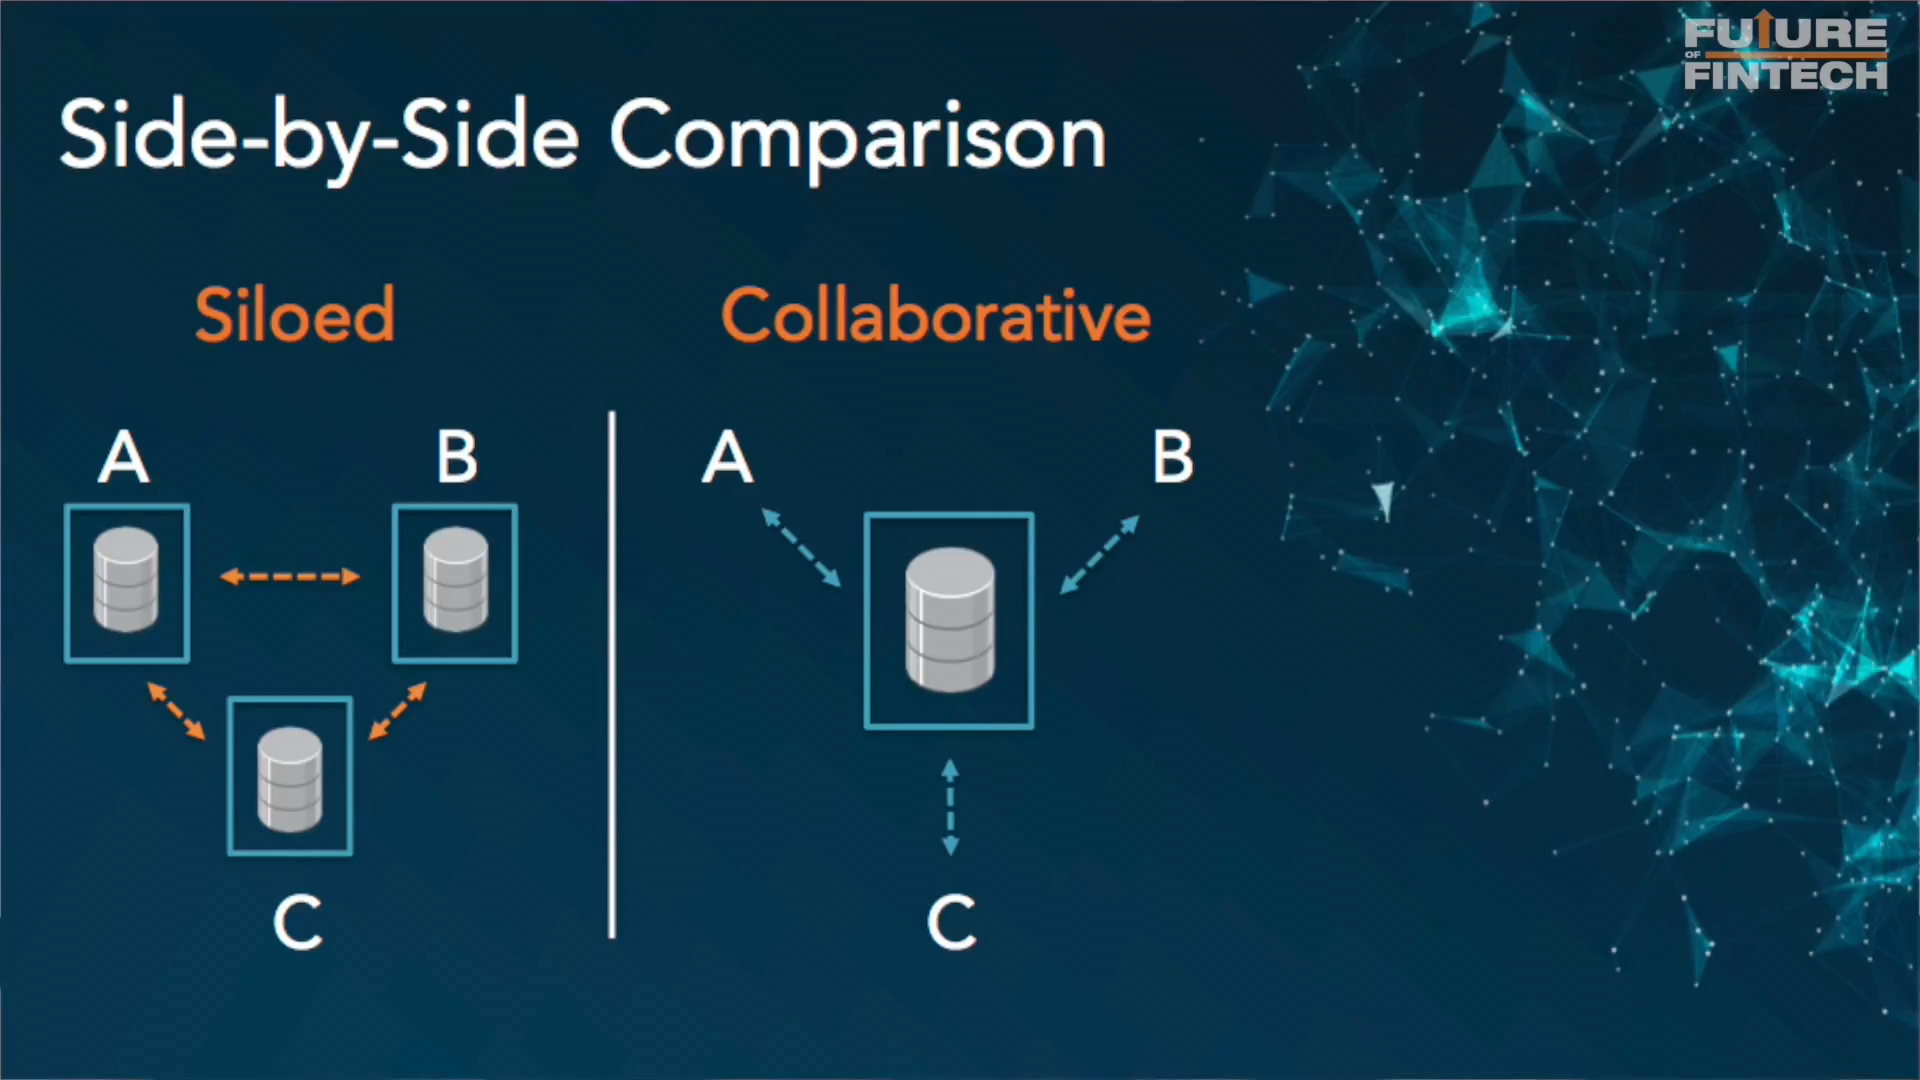 FUTURE
OF
FINTECH
Side-by-Side Comparison
Siloed
Collaborative
A
B
C
A
B
C